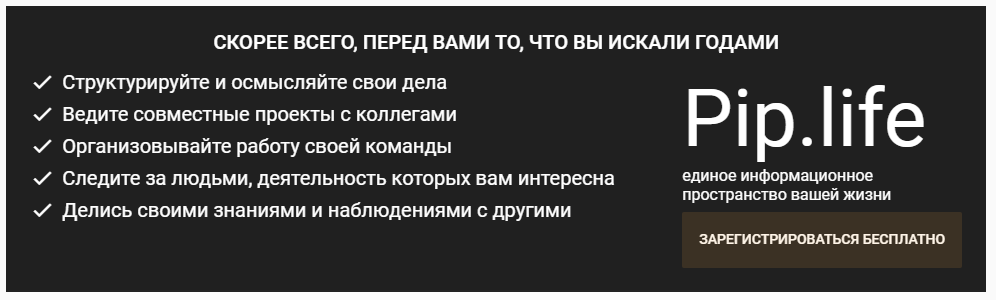 СКОРЕЕ ВСЕГО, ПЕРЕД ВАМИ ТО, ЧТО ВЫ ИСКАЛИ ГОДАМИ
Структурируйте и осмысляйте свои дела
Ведите совместные проекты с коллегами
Организовывайте работу своей команды
Следите за людьми, деятельность которых вам интересна
Делись своими знаниями и наблюдениями с другими
Pip.life
единое информационное
пространство вашей жизни
ЗАРЕГИСТРИРОВАТЬСЯ БЕСПЛАТНО